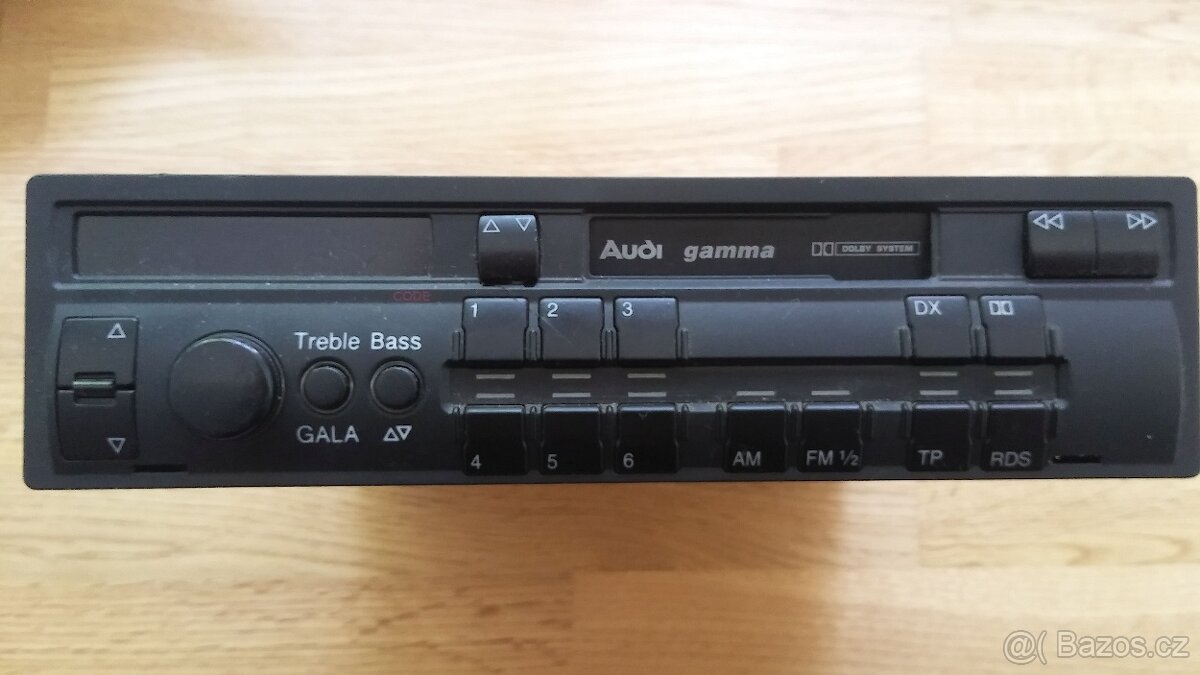 △ ▽
Audi gamma DOLBY SYSTEM
◁◁ ▷▷
CODE
△
▽
Treble Bass
GALA △▽
1 2 3 DX
4 5 6 AM FM 1/2 TP RDS
@( Bazos.cz